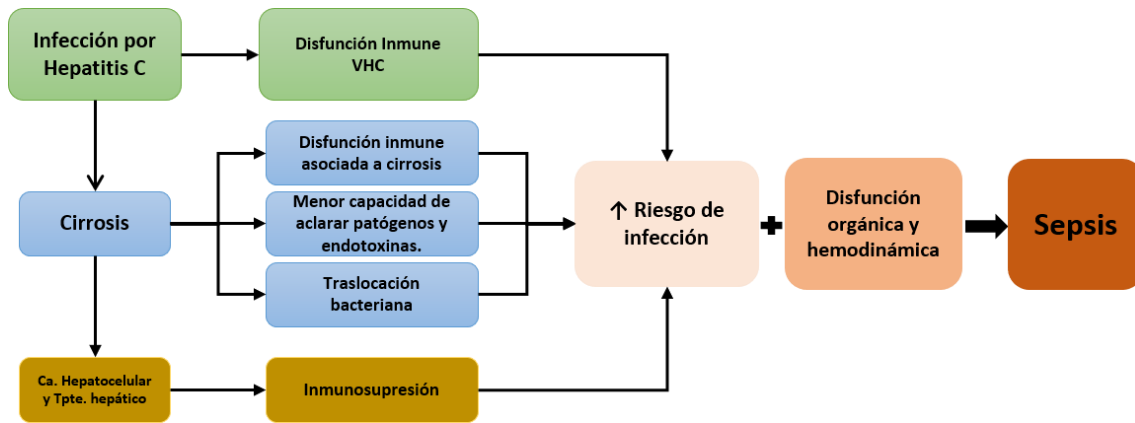 Infección por
Hepatitis C
Disfunción Inmune
VHC
Disfunción inmune
asociada a cirrosis
Cirrosis
Menor capacidad de
aclarar patógenos y
endotoxinas.
Traslocación
bacteriana
Ca. Hepatocelular
y Tpte. hepático
Inmunosupresión
↑ Riesgo de
infección
Disfunción
orgánica y
hemodinámica
Sepsis